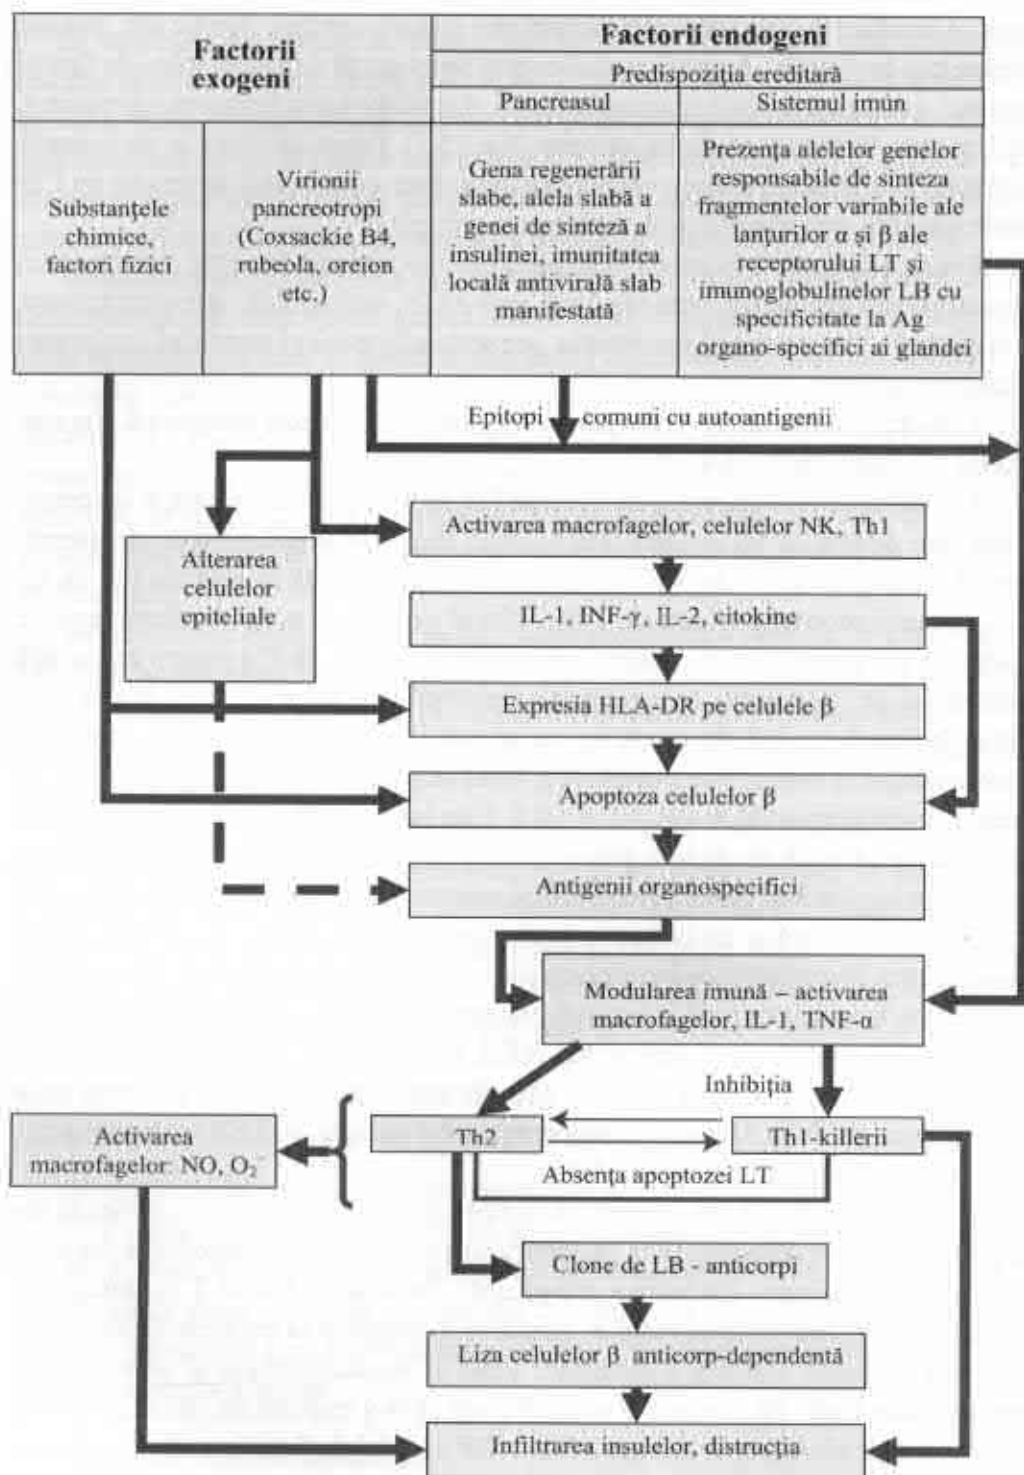 Factorii
exogeni
Factorii endogeni
Predispoziția ereditară
Pancreasul
Sistemul imun
Substanțele
chimice,
factori fizici
Virionii
pancreotropi
(Coxsackie B4,
rubeola, oreion
etc.)
Gena regenerării
slabe, alela slabă a
genei de sinteză a
insulinei, imunitatea
locală antivirală slab
manifestată
Prezența alelelor genelor
responsabile de sinteza
fragmentelor variabile ale
lanțurilor α și β ale
receptorului LT și
imunoglobulinelor LB cu
specificitate la Ag
organo-specifici ai glandei
Epitopi comuni cu autoantigenii
Activarea macrofagelor, celulelor NK, Th1
Alterarea
celulelor
epiteliale
IL-1, INF-γ, IL-2, citokine
Expresia HLA-DR pe celulele β
Apoptoza celulelor β
Antigenii organospecifici
Modularea imună – activarea
macrofagelor, IL-1, TNF-α
Inhibiția
Activarea
macrofagelor: NO, O₂⁻
Th2
Th1-killerii
Absența apoptozei LT
Clone de LB - anticorpi
Liza celulelor β anticorp-dependentă
Infiltrarea insulelor, distrucția